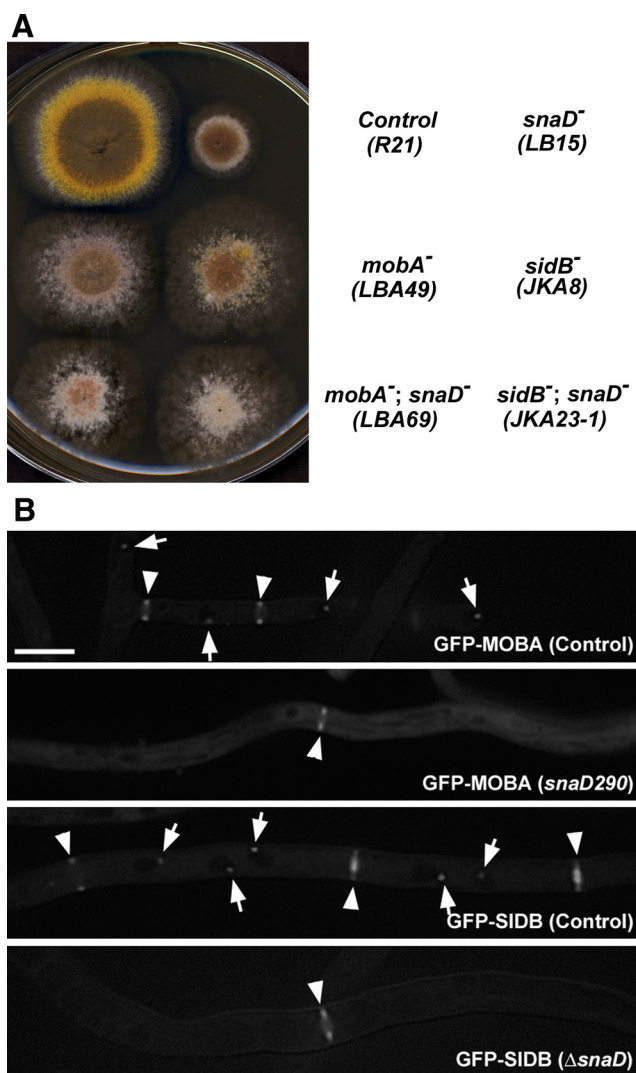 A
Control
(R21)
snaD-
(LB15)
mobA-
(LBA49)
sidB-
(JKA8)
mobA-; snaD-
(LBA69)
sidB-; snaD-
(JKA23-1)
B
GFP-MOBA (Control)
GFP-MOBA (snaD290)
GFP-SIDB (Control)
GFP-SIDB (ΔsnaD)